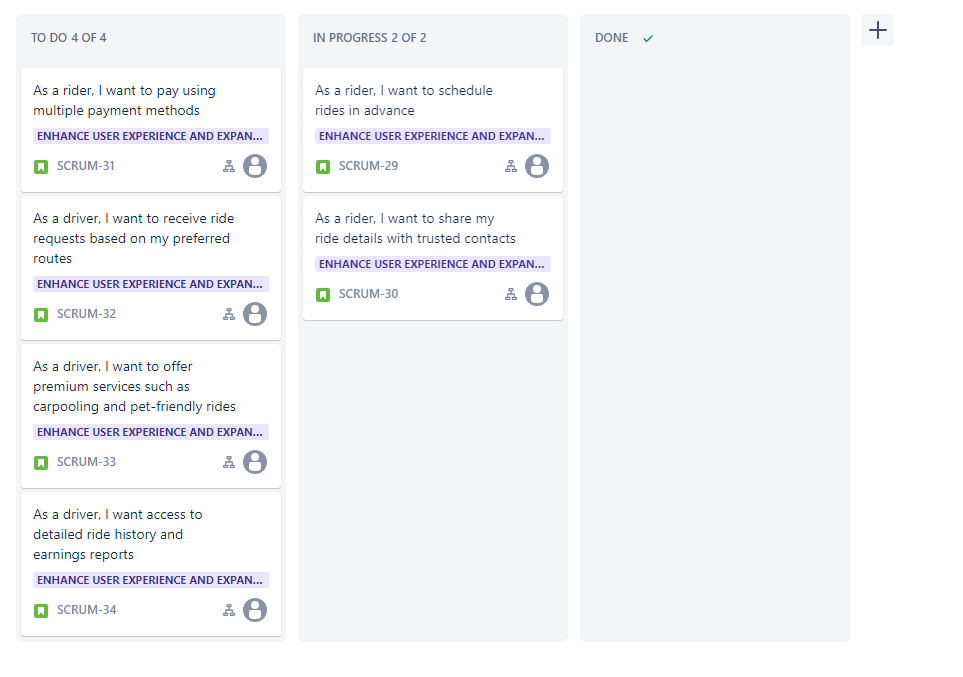 TO DO 4 OF 4
As a rider, I want to pay using
multiple payment methods
ENHANCE USER EXPERIENCE AND EXPAN...
SCRUM-31
As a driver, I want to receive ride
requests based on my preferred
routes
ENHANCE USER EXPERIENCE AND EXPAN...
SCRUM-32
As a driver, I want to offer
premium services such as
carpooling and pet-friendly rides
ENHANCE USER EXPERIENCE AND EXPAN...
SCRUM-33
As a driver, I want access to
detailed ride history and
earnings reports
ENHANCE USER EXPERIENCE AND EXPAN...
SCRUM-34
IN PROGRESS 2 OF 2
As a rider, I want to schedule
rides in advance
ENHANCE USER EXPERIENCE AND EXPAN...
SCRUM-29
As a rider, I want to share my
ride details with trusted contacts
ENHANCE USER EXPERIENCE AND EXPAN...
SCRUM-30
DONE